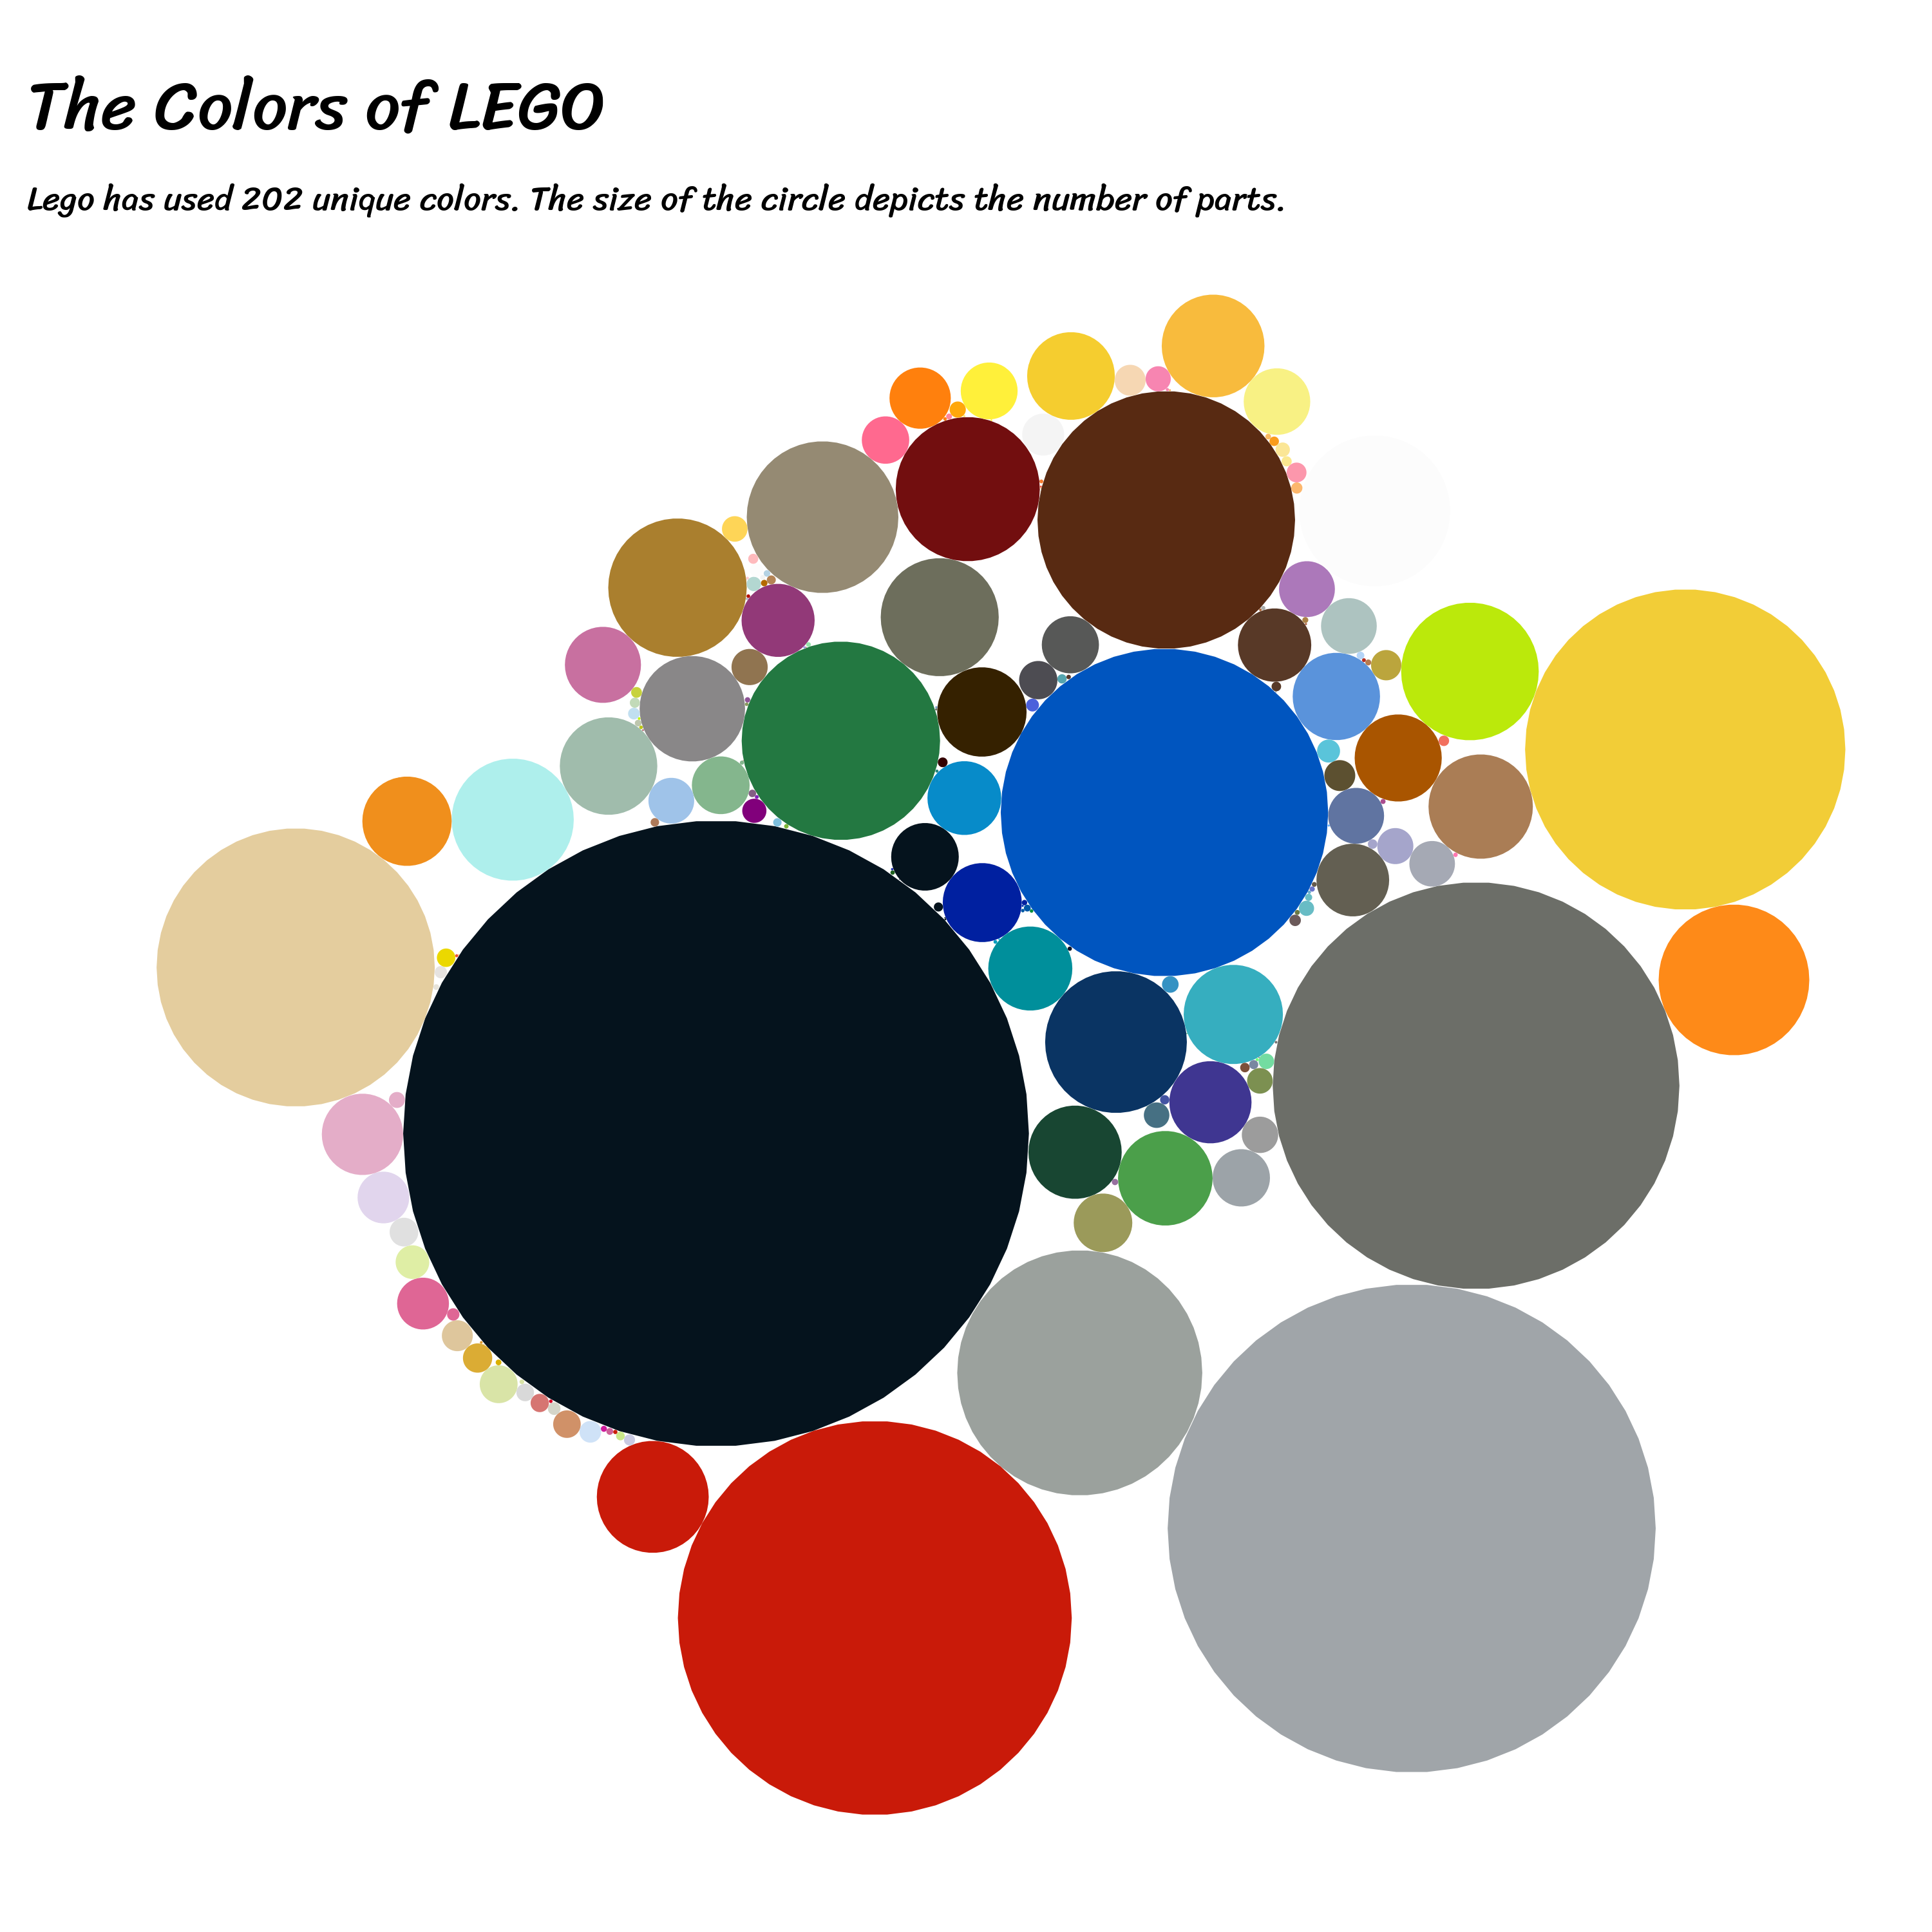 The Colors of LEGO
Lego has used 202 unique colors. The size of the circle depicts the number of parts.